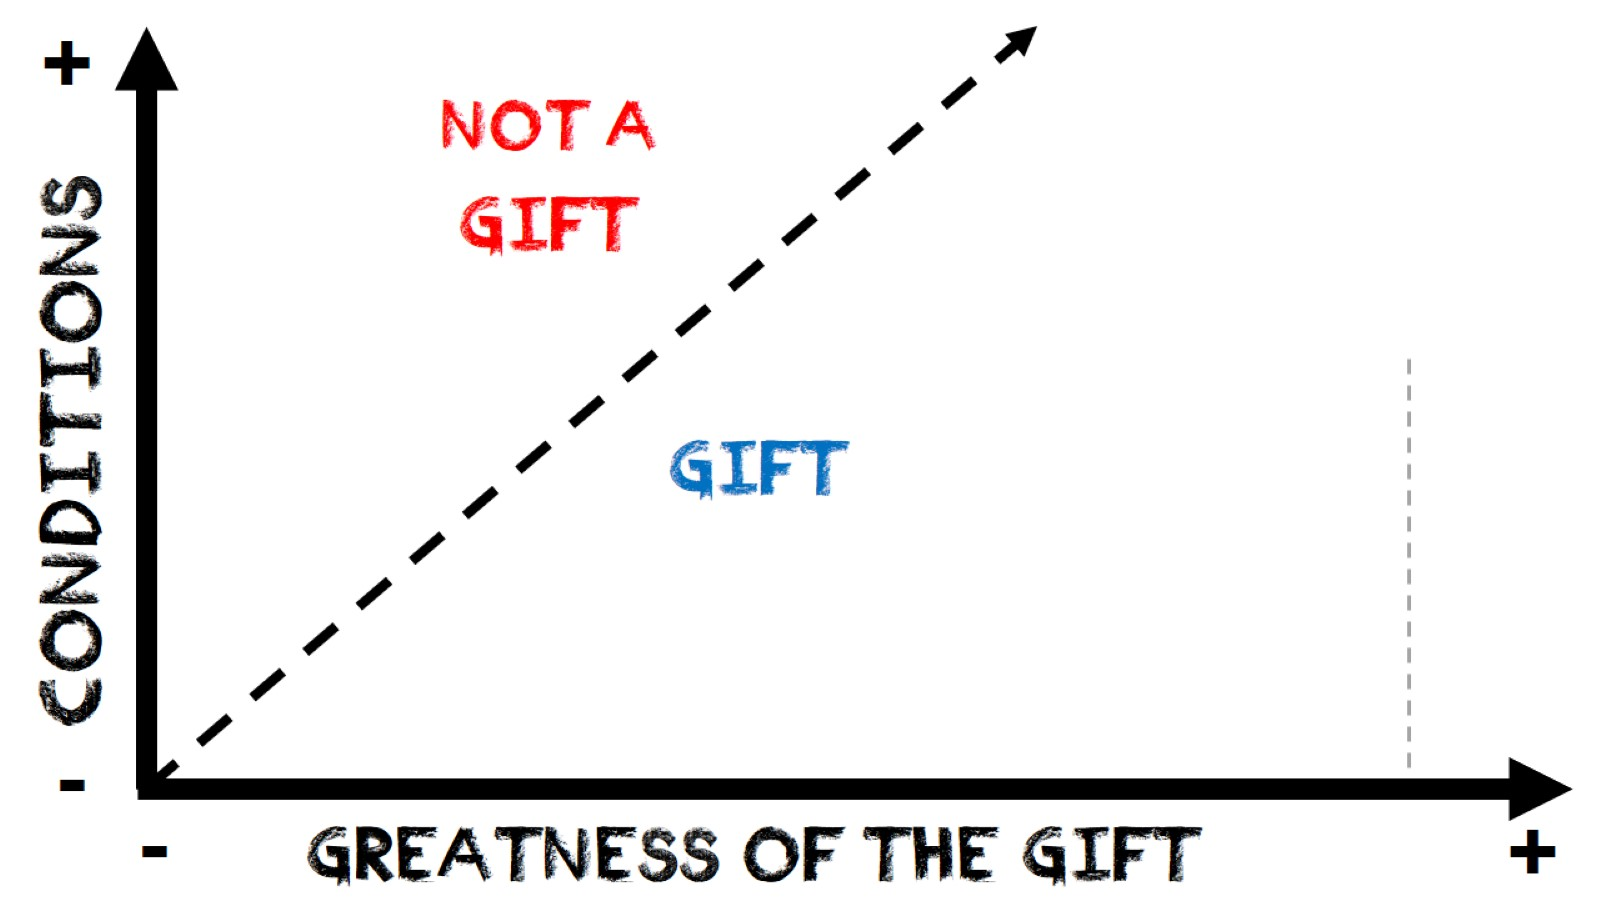 +
NOT A
GIFT
CONDITIONS
GIFT
-
-
GREATNESS OF THE GIFT
+